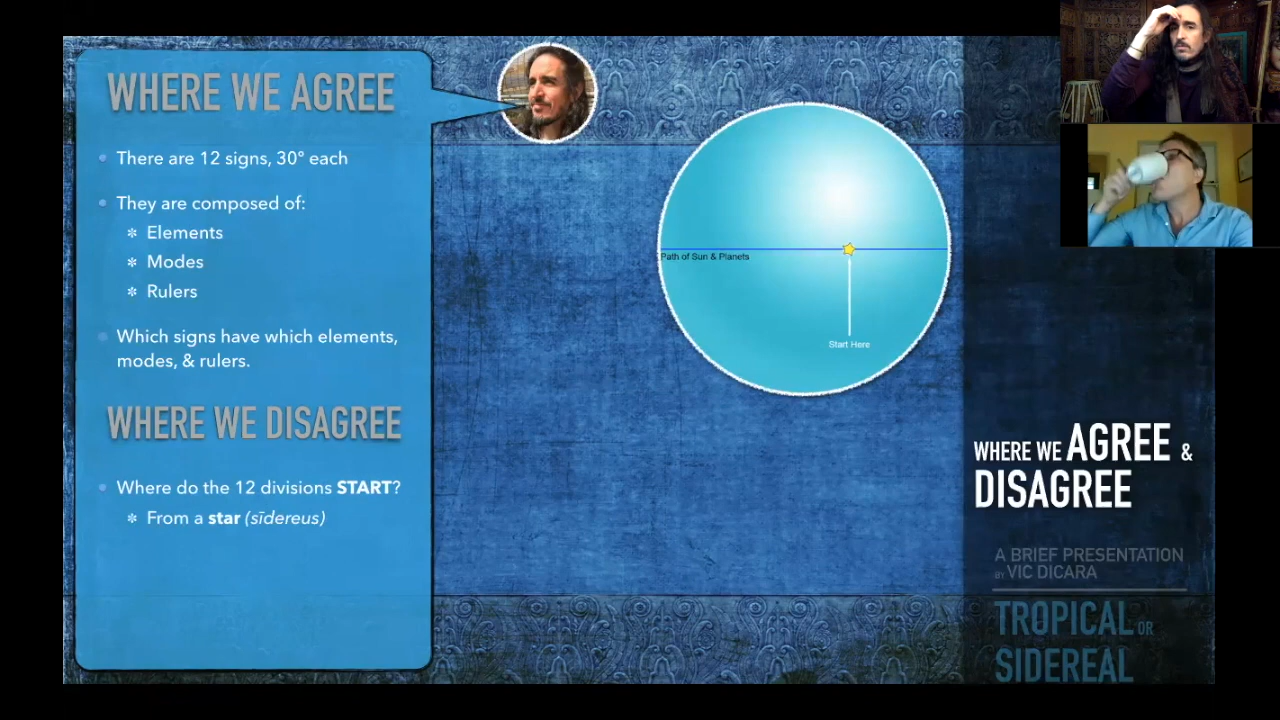 WHERE WE AGREE
There are 12 signs, 30° each
They are composed of:
Elements
Modes
Rulers
Which signs have which elements,
modes, & rulers.
WHERE WE DISAGREE
Where do the 12 divisions START?
From a star (sīdereus)
Path of Sun & Planets
Start Here
WHERE WE AGREE &
DISAGREE
A BRIEF PRESENTATION
BY VIC DICARA
TROPICAL OR
SIDEREAL